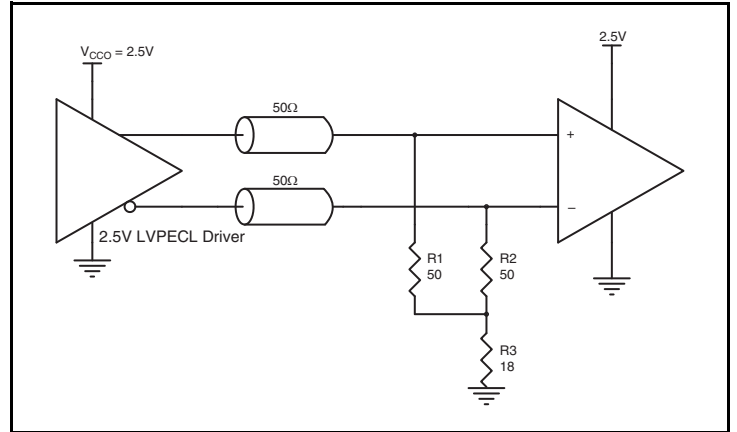 V_CCO = 2.5V
2.5V
50Ω
+
50Ω
−
2.5V LVPECL Driver
R1
50
R2
50
R3
18